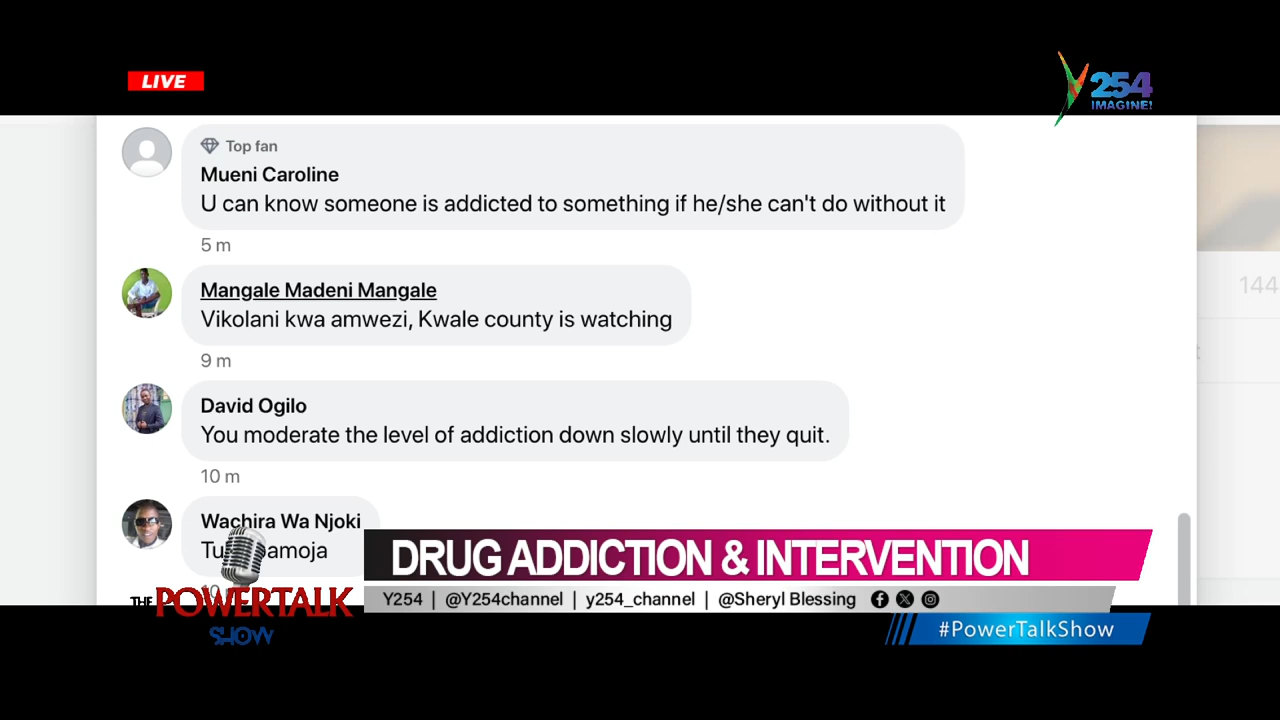 LIVE
254
IMAGINE!
Top fan
Mueni Caroline
U can know someone is addicted to something if he/she can't do without it
5 m
144
Mangale Madeni Mangale
Vikolani kwa amwezi, Kwale county is watching
9 m
David Ogilo
You moderate the level of addiction down slowly until they quit.
10 m
Wachira Wa Njoki
DRUG ADDICTION & INTERVENTION
THE POWERTALK
SHOW
Y254 | @Y254channel | y254_channel | @Sheryl Blessing
#PowerTalkShow